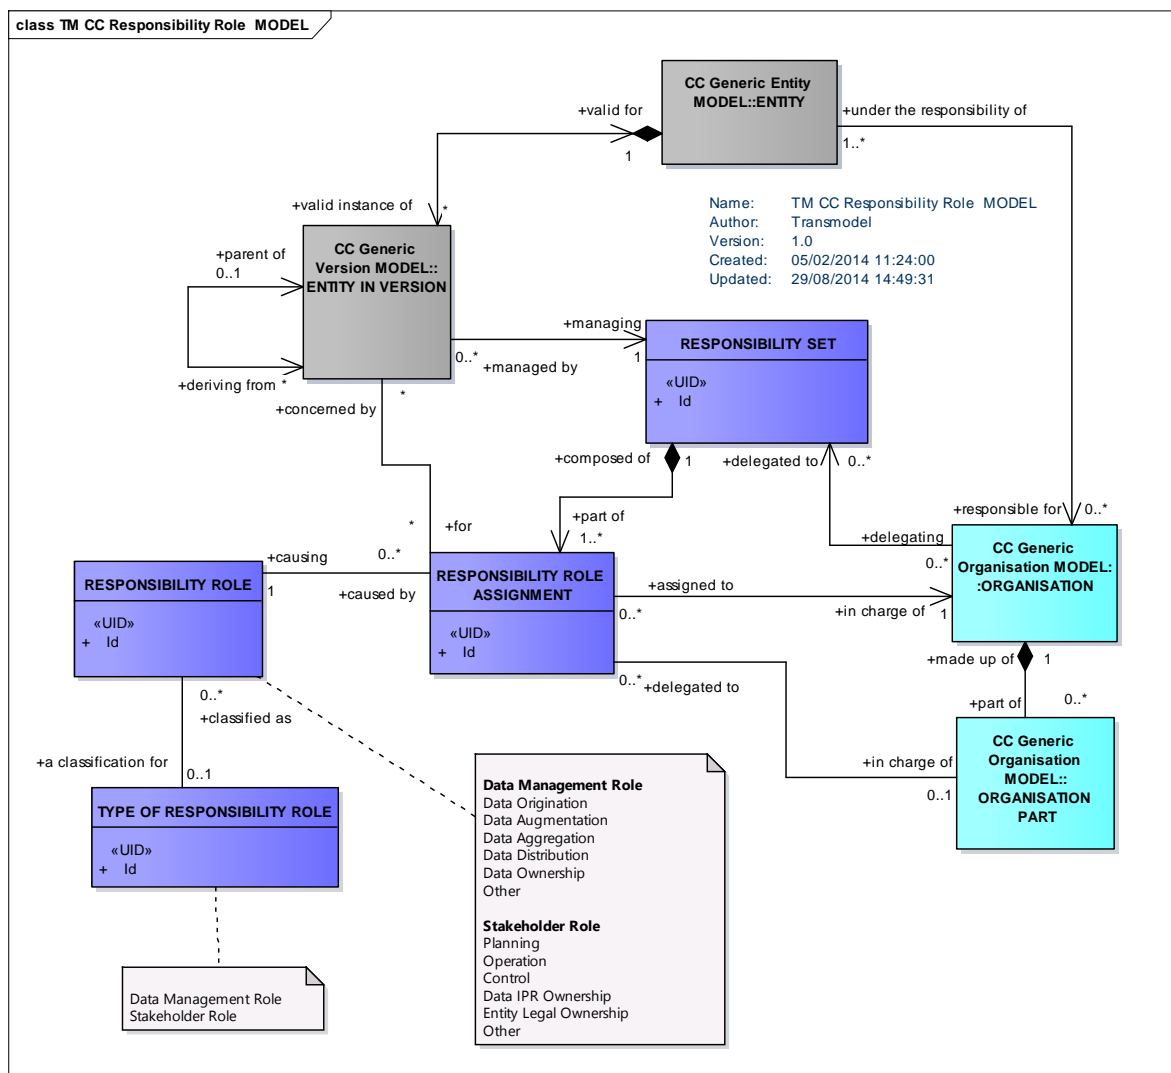 class TM CC Responsibility Role  MODEL
CC Generic Entity
MODEL::ENTITY
+valid for
1
+under the responsibility of
1..*
Name: TM CC Responsibility Role  MODEL
Author: Transmodel
Version: 1.0
Created: 05/02/2014 11:24:00
Updated: 29/08/2014 14:49:31
+valid instance of
*
CC Generic
Version MODEL::
ENTITY IN VERSION
+parent of
0..1
+deriving from *
+managing
0..*
1
+managed by
RESPONSIBILITY SET
«UID»
+ Id
+concerned by
*
+composed of
1
+delegated to
0..*
+part of
1..*
+responsible for
0..*
*
+for
+delegating
0..*
CC Generic
Organisation MODEL:
:ORGANISATION
+causing
0..*
1
+caused by
RESPONSIBILITY ROLE
«UID»
+ Id
RESPONSIBILITY ROLE
ASSIGNMENT
«UID»
+ Id
+assigned to
0..*
+in charge of
1
+made up of
1
0..*
+delegated to
0..*
+part of
0..*
+classified as
+a classification for
0..1
TYPE OF RESPONSIBILITY ROLE
«UID»
+ Id
+in charge of
0..1
CC Generic
Organisation
MODEL::
ORGANISATION
PART
Data Management Role
Data Origination
Data Augmentation
Data Aggregation
Data Distribution
Data Ownership
Other
Stakeholder Role
Planning
Operation
Control
Data IPR Ownership
Entity Legal Ownership
Other
Data Management Role
Stakeholder Role